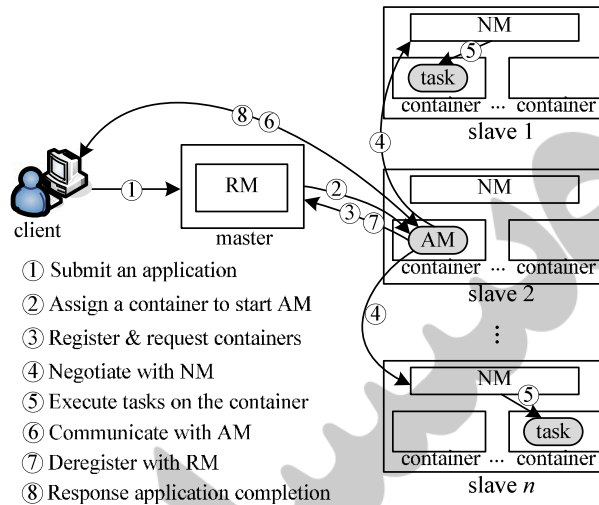 NM
⑤
task
container ... container
slave 1
⑧ ⑥
④
①
RM
②
③ ⑦
client
master
NM
AM
container ... container
slave 2
④
⋮
NM
⑤
task
container ... container
slave n
① Submit an application
② Assign a container to start AM
③ Register & request containers
④ Negotiate with NM
⑤ Execute tasks on the container
⑥ Communicate with AM
⑦ Deregister with RM
⑧ Response application completion